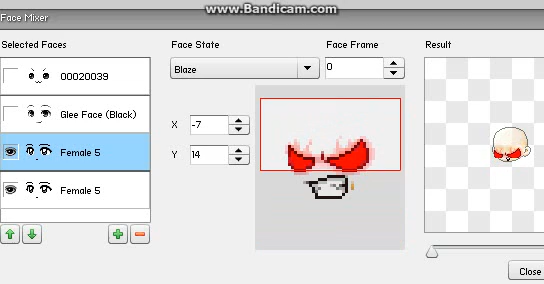 www.Bandicam.com
Face Mixer
Selected Faces
Face State
Face Frame
Result
Blaze
0
00020039
Glee Face (Black)
Female 5
Female 5
X -7
Y 14
Close